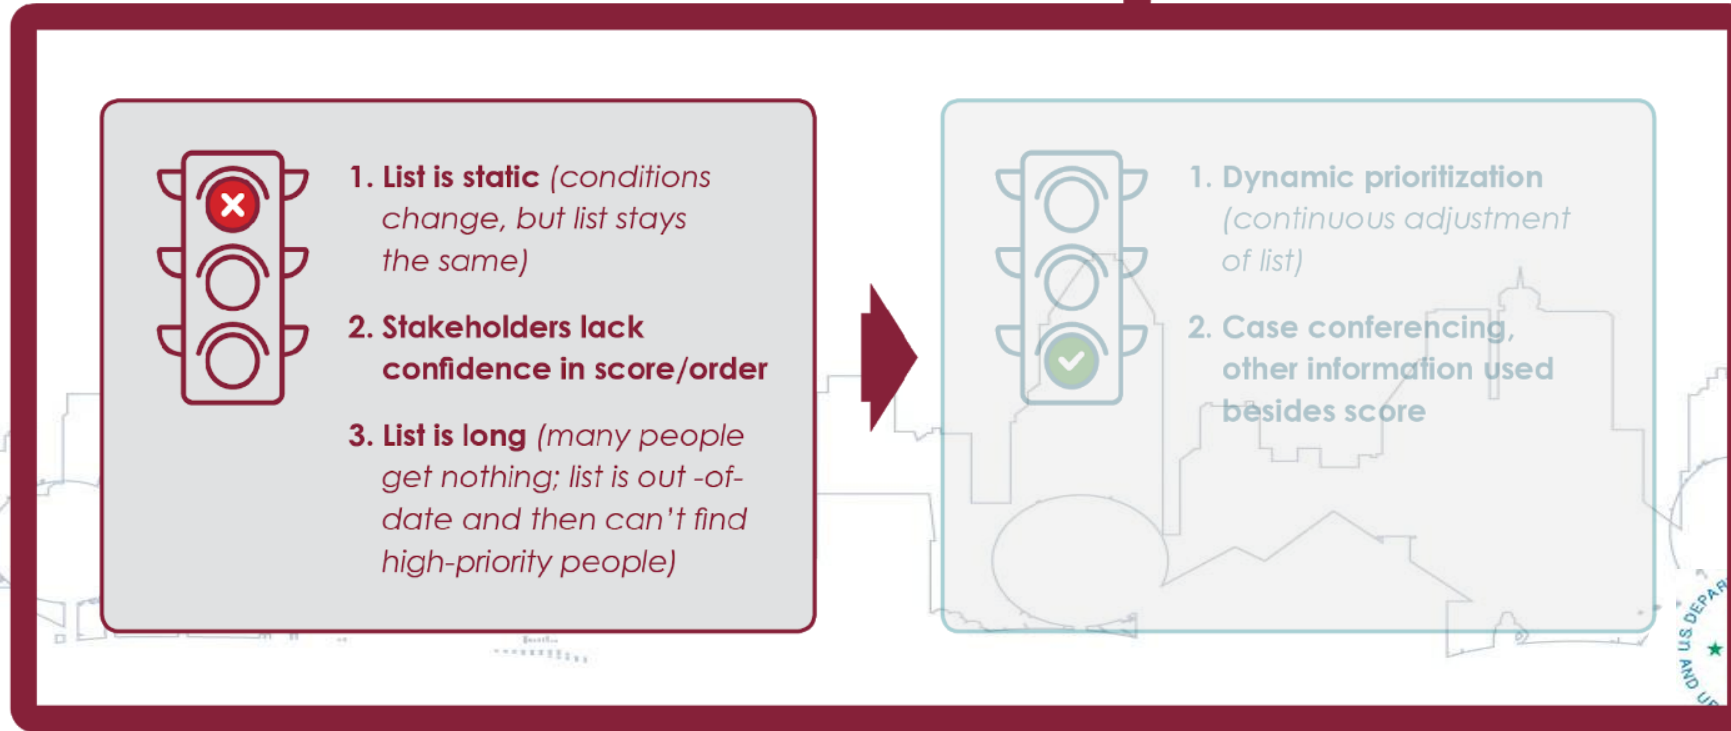 1. List is static (conditions
change, but list stays
the same)
2. Stakeholders lack
confidence in score/order
3. List is long (many people
get nothing; list is out -of-
date and then can't find
high-priority people)
1. Dynamic prioritization
(continuous adjustment
of list)
2. Case conferencing,
other information used
besides score
AND U.S. DEPAR